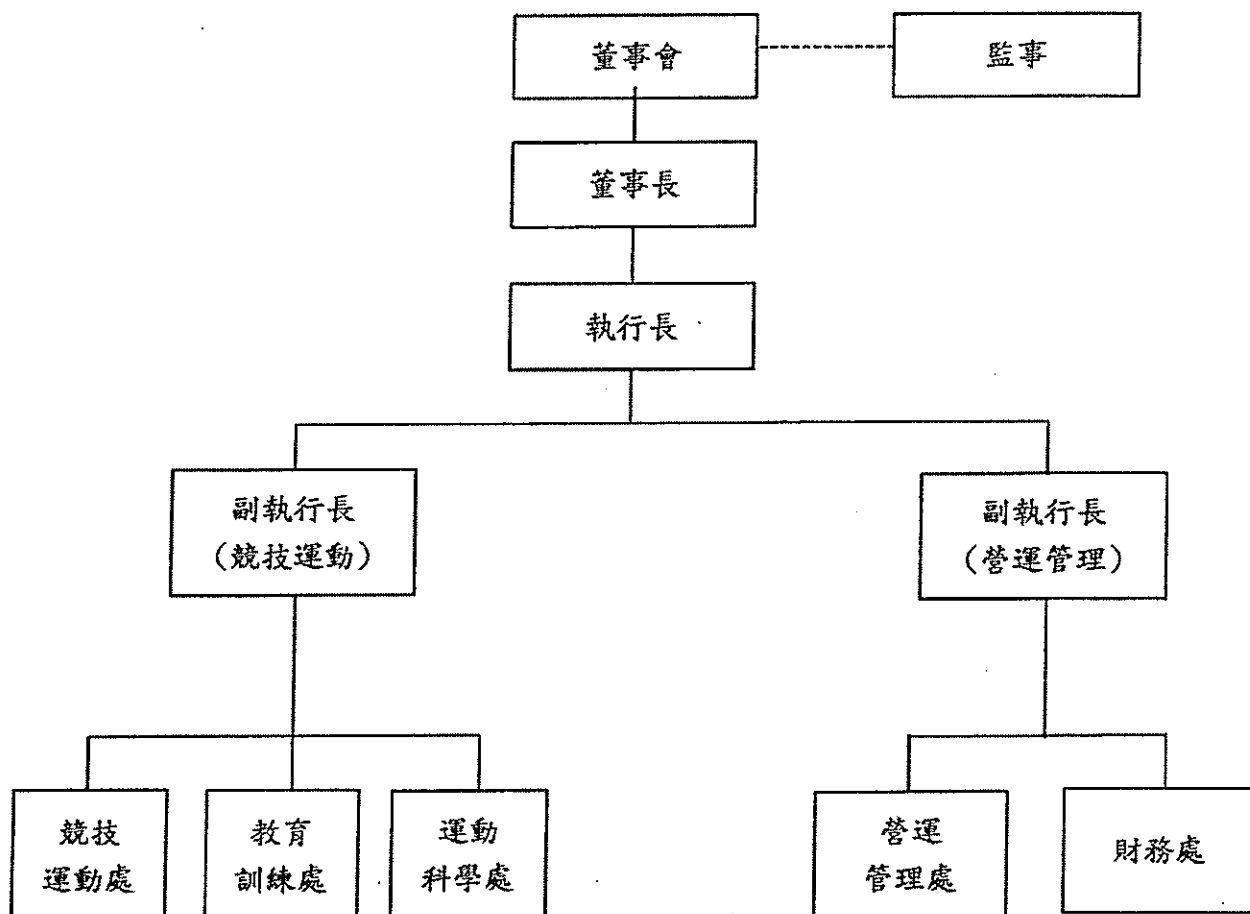 董事會
監事
董事長
執行長
副執行長
(競技運動)
副執行長
(營運管理)
競技
運動處
教育
訓練處
運動
科學處
營運
管理處
財務處